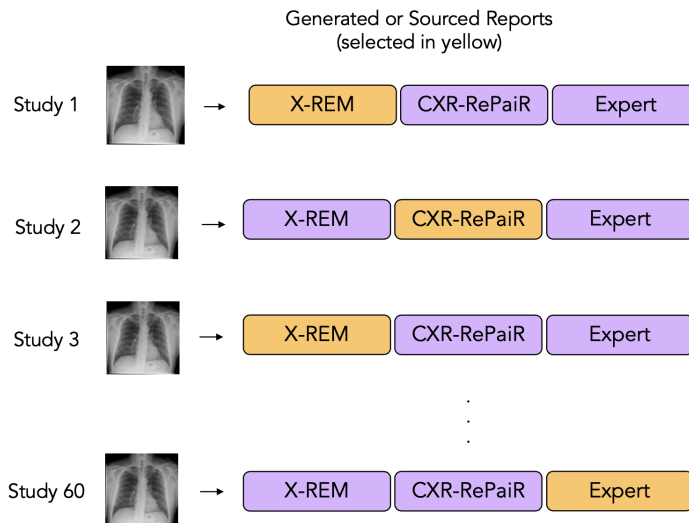 Generated or Sourced Reports
(selected in yellow)
Study 1
X-REM
CXR-RePaiR
Expert
Study 2
X-REM
CXR-RePaiR
Expert
Study 3
X-REM
CXR-RePaiR
Expert
.
.
.
Study 60
X-REM
CXR-RePaiR
Expert